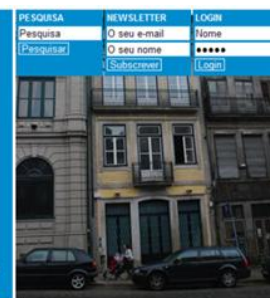 PESQUISA
Pesquisa
Pesquisar
NEWSLETTER
O seu e-mail
O seu nome
Subscrever
LOGIN
Nome
•••••
Login